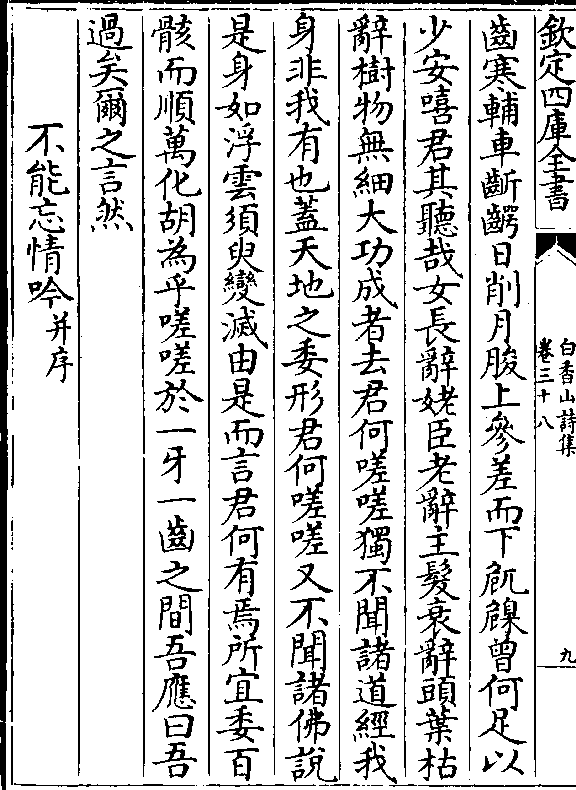 欽定四庫全書
白香山詩集
卷三十八
九
齒寒輔車齗齶日削月朘上參差而下卼臲曾何足以
少安嘻君其聽哉女長辭姥臣老辭主髮衰辭頭葉枯
辭樹物無細大功成者去君何嗟嗟獨不聞諸道經我
身非我有也蓋天地之委形君何嗟嗟又不聞諸佛說
是身如浮雲須臾變滅由是而言君何有焉所宜委百
骸而順萬化胡為乎嗟嗟於一牙一齒之間吾應曰吾
過矣爾之言然
不能忘情吟并序